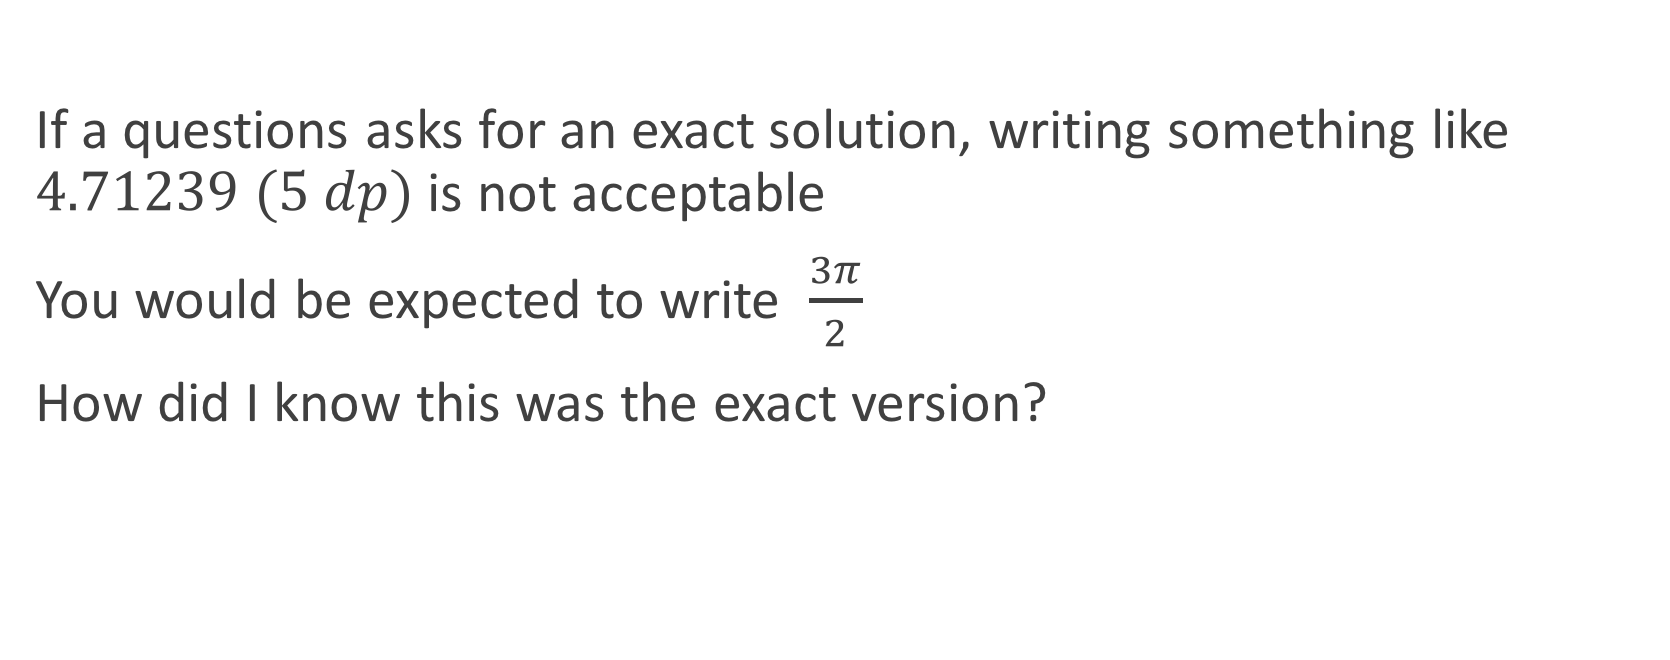 If a questions asks for an exact solution, writing something like
4.71239 (5 dp) is not acceptable
You would be expected to write 3π/2
How did I know this was the exact version?